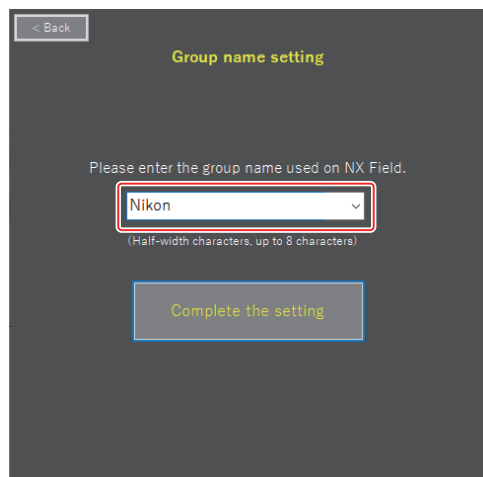 < Back
Group name setting
Please enter the group name used on NX Field.
Nikon
(Half-width characters, up to 8 characters)
Complete the setting